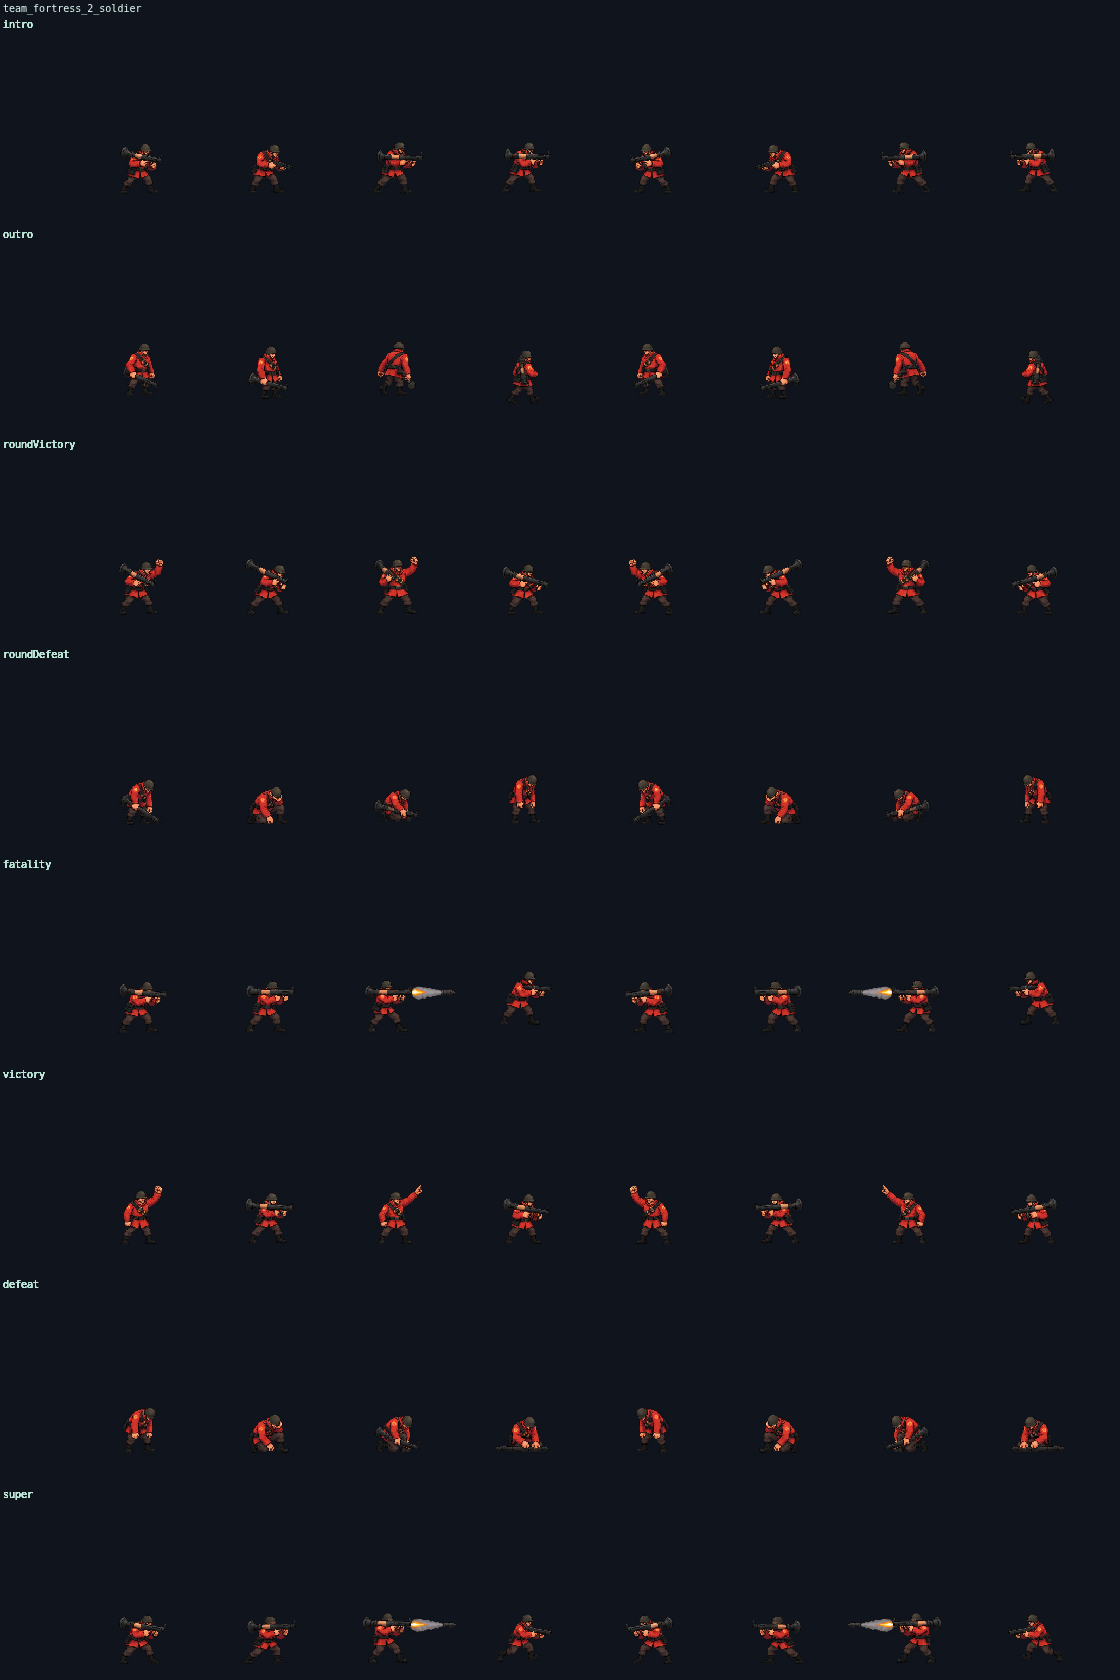 team_fortress_2_soldier
intro
outro
roundVictory
roundDefeat
fatality
victory
defeat
super